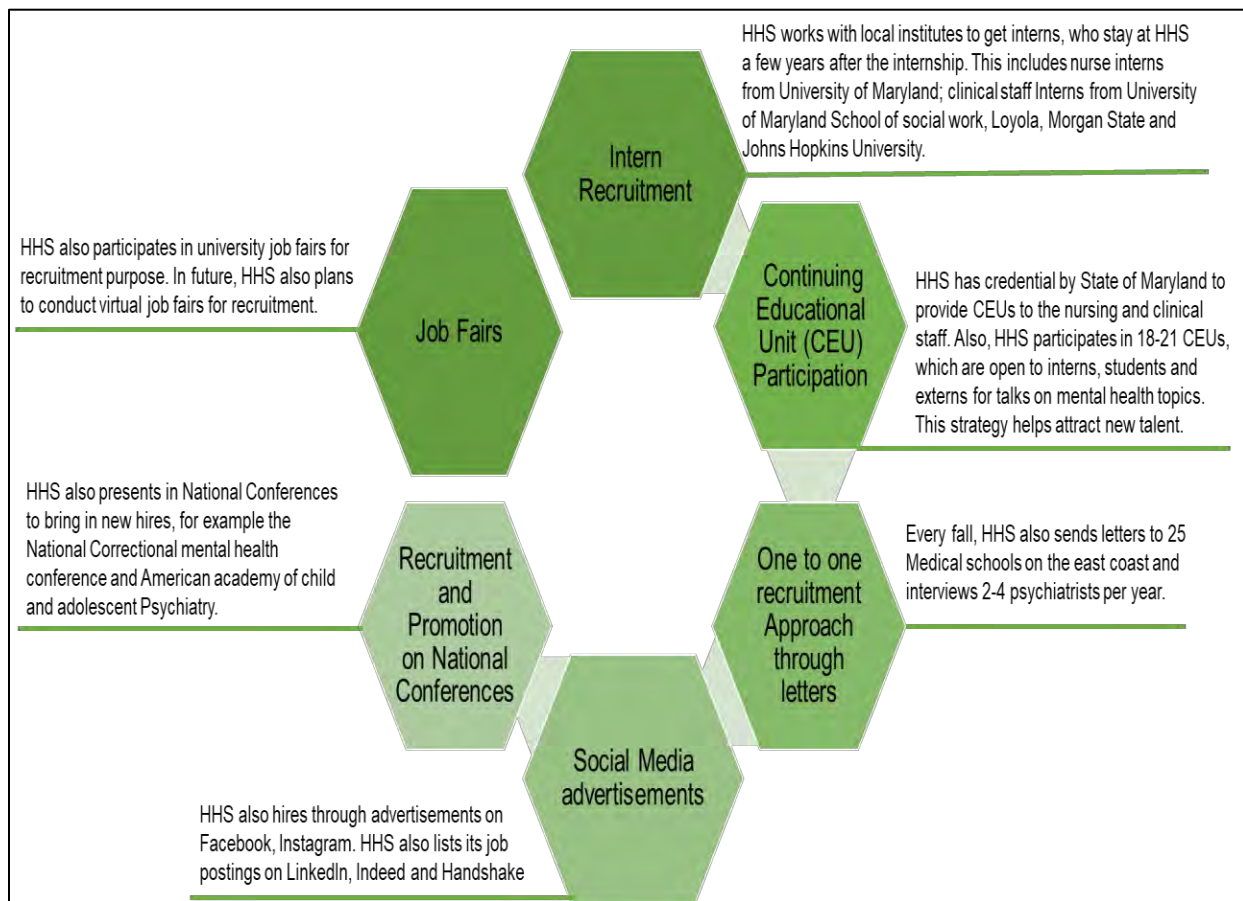 Intern
Recruitment
HHS works with local institutes to get interns, who stay at HHS
a few years after the internship. This includes nurse interns
from University of Maryland; clinical staff Interns from University
of Maryland School of social work, Loyola, Morgan State and
Johns Hopkins University.
Continuing
Educational
Unit (CEU)
Participation
HHS has credential by State of Maryland to
provide CEUs to the nursing and clinical
staff. Also, HHS participates in 18-21 CEUs,
which are open to interns, students and
externs for talks on mental health topics.
This strategy helps attract new talent.
One to one
recruitment
Approach
through
letters
Every fall, HHS also sends letters to 25
Medical schools on the east coast and
interviews 2-4 psychiatrists per year.
Social Media
advertisements
HHS also hires through advertisements on
Facebook, Instagram. HHS also lists its job
postings on LinkedIn, Indeed and Handshake
Recruitment
and
Promotion
on National
Conferences
HHS also presents in National Conferences
to bring in new hires, for example the
National Correctional mental health
conference and American academy of child
and adolescent Psychiatry.
Job Fairs
HHS also participates in university job fairs for
recruitment purpose. In future, HHS also plans
to conduct virtual job fairs for recruitment.